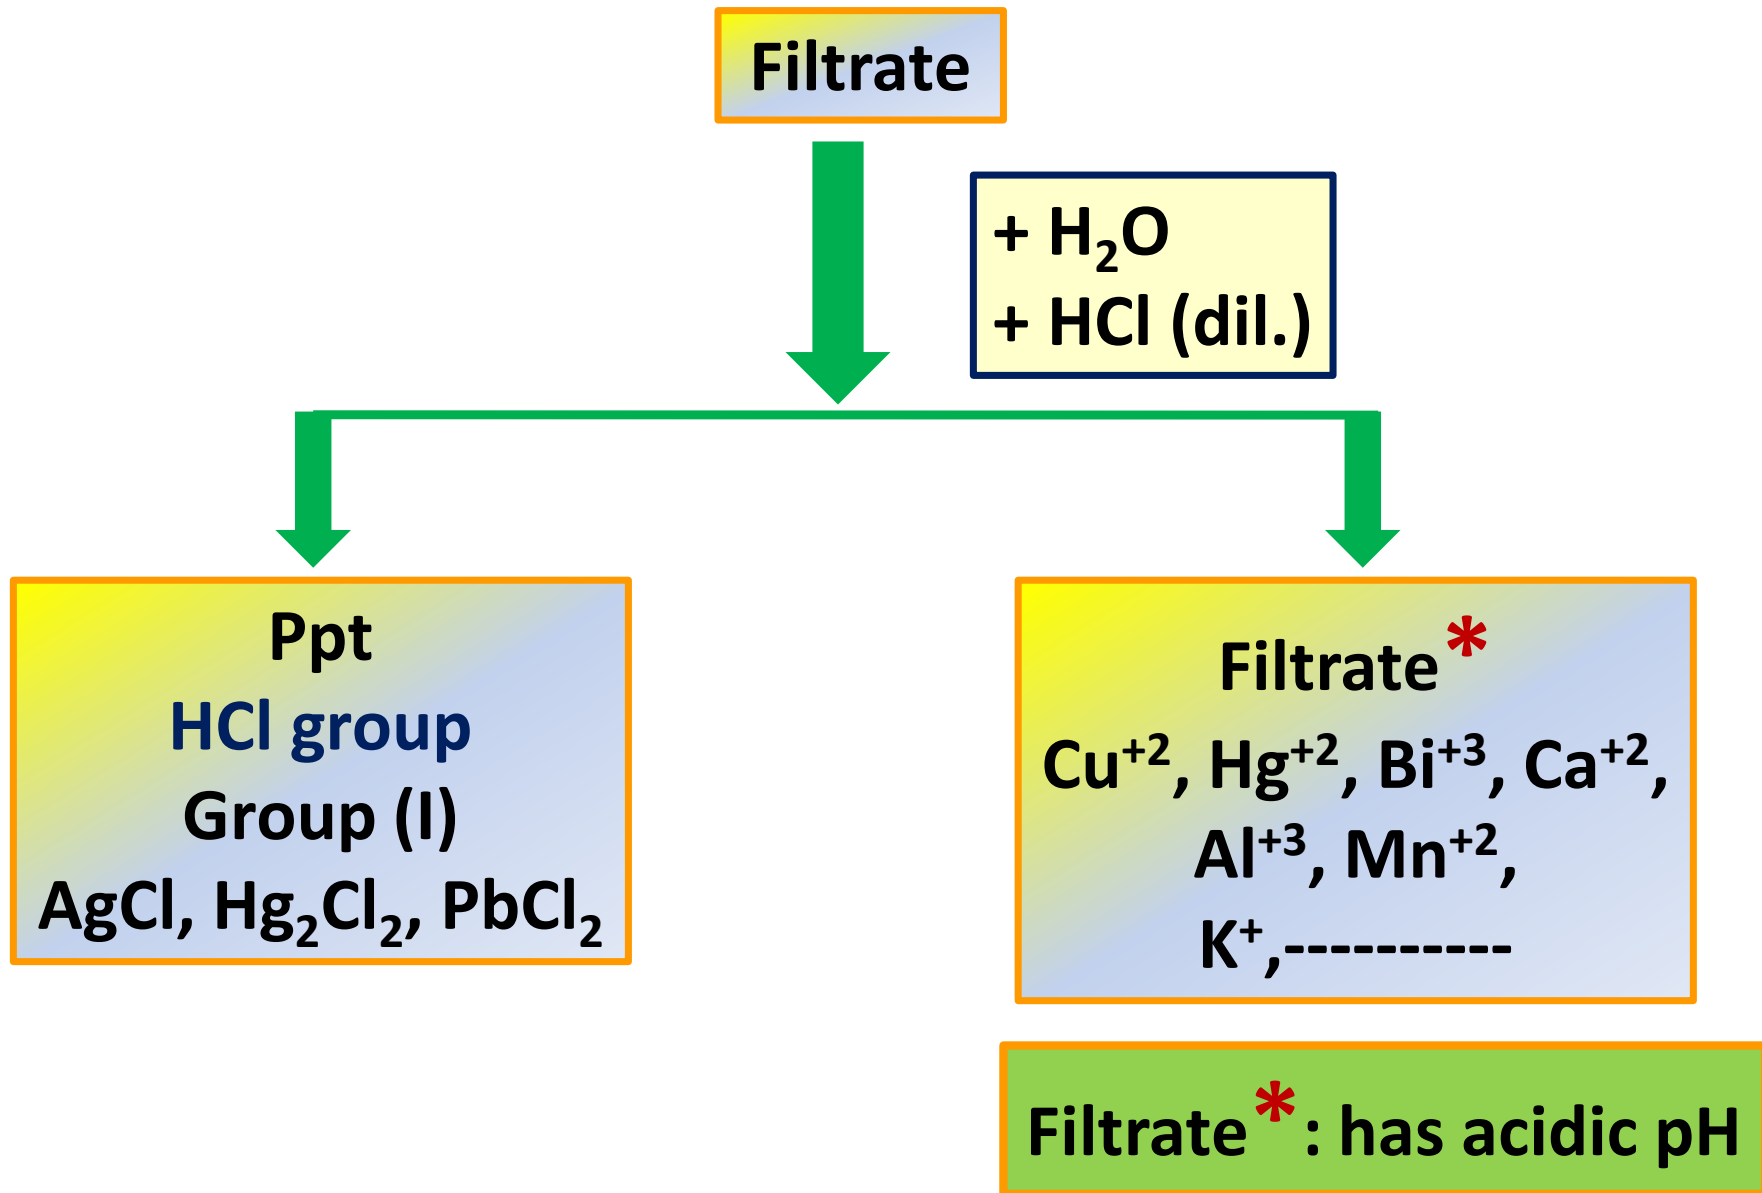 Filtrate
+ H₂O
+ HCl (dil.)
Ppt
HCl group
Group (I)
AgCl, Hg₂Cl₂, PbCl₂
Filtrate*
Cu⁺², Hg⁺², Bi⁺³, Ca⁺²,
Al⁺³, Mn⁺²,
K⁺,----------
Filtrate*: has acidic pH